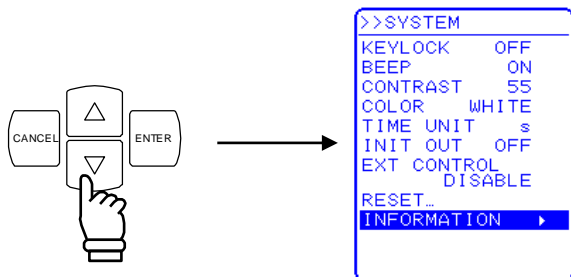 CANCEL
ENTER
>>SYSTEM
KEYLOCK OFF
BEEP ON
CONTRAST 55
COLOR WHITE
TIME UNIT s
INIT OUT OFF
EXT CONTROL
DISABLE
RESET…
INFORMATION